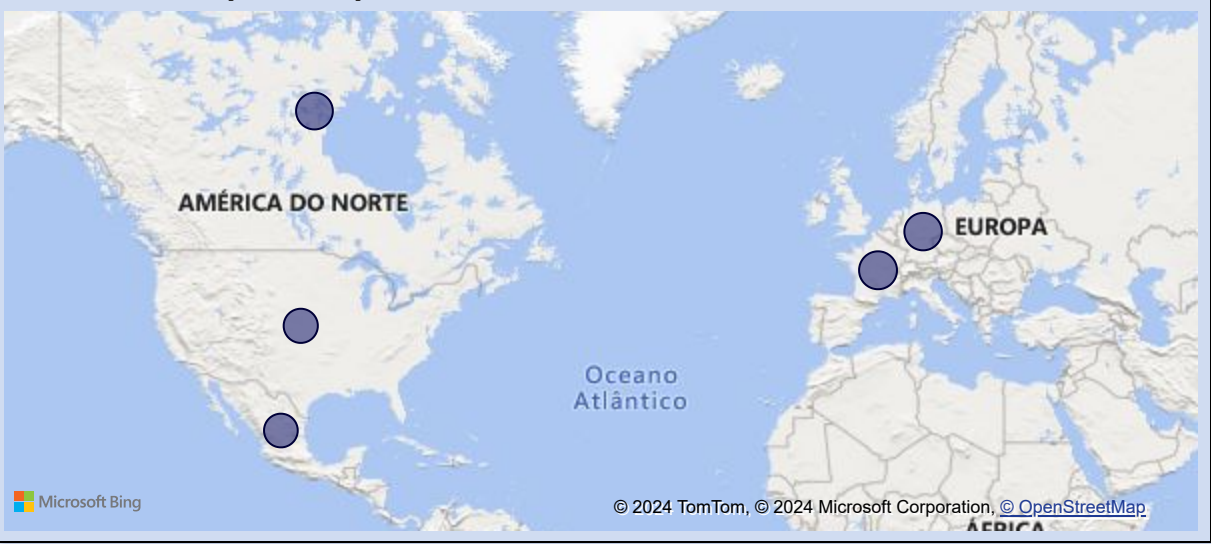 AMÉRICA DO NORTE
EUROPA
Oceano
Atlântico
Microsoft Bing
© 2024 TomTom, © 2024 Microsoft Corporation, © OpenStreetMap
ÁFRICA